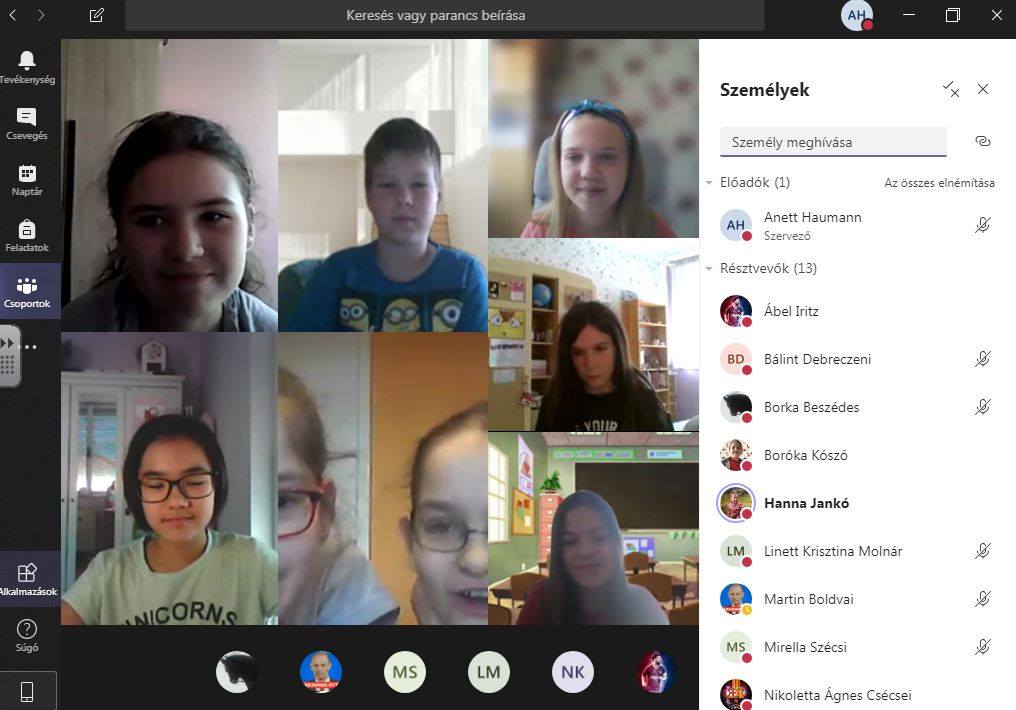 Keresés vagy parancs beírása
AH
Tevékenység
Csevegés
Naptár
Feladatok
Csoportok
Alkalmazások
Súgó
YOUR
UNICORNS
MS
LM
NK
Személyek
Személy meghívása
Előadók (1)
Az összes elnémítása
AH
Anett Haumann
Szervező
Résztvevők (13)
Ábel Iritz
BD
Bálint Debreczeni
Borka Beszédes
Boróka Kószó
Hanna Jankó
LM
Linett Krisztina Molnár
Martin Boldvai
MS
Mirella Szécsi
Nikoletta Ágnes Csécsei